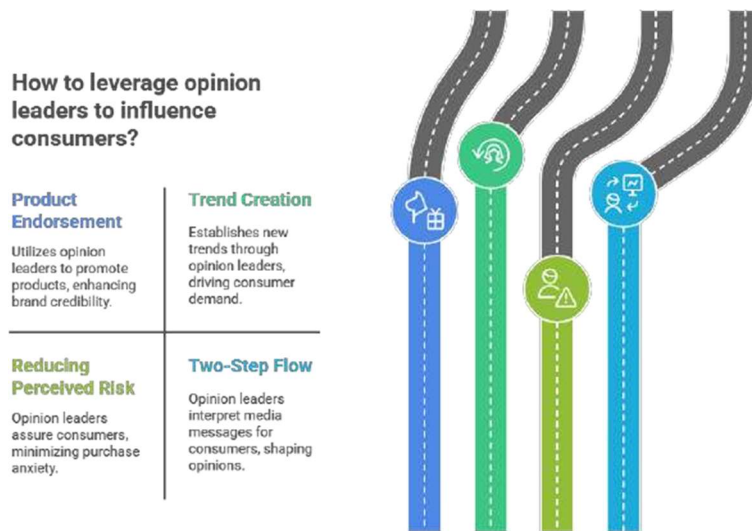 How to leverage opinion
leaders to influence
consumers?
Product
Endorsement
Utilizes opinion
leaders to promote
products, enhancing
brand credibility.
Trend Creation
Establishes new
trends through
opinion leaders,
driving consumer
demand.
Reducing
Perceived Risk
Opinion leaders
assure consumers,
minimizing purchase
anxiety.
Two-Step Flow
Opinion leaders
interpret media
messages for
consumers, shaping
opinions.